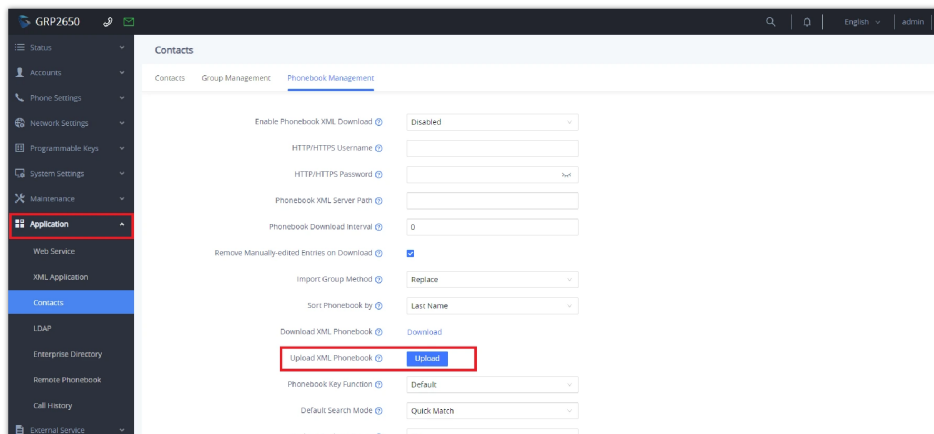 GRP2650
English
admin
Status
Accounts
Phone Settings
Network Settings
Programmable Keys
System Settings
Maintenance
Application
Web Service
XML Application
Contacts
LDAP
Enterprise Directory
Remote Phonebook
Call History
External Service
Contacts
Contacts Group Management Phonebook Management
Enable Phonebook XML Download Disabled
HTTP/HTTPS Username
HTTP/HTTPS Password
Phonebook XML Server Path
Phonebook Download Interval 0
Remove Manually-edited Entries on Download
Import Group Method Replace
Sort Phonebook by Last Name
Download XML Phonebook Download
Upload XML Phonebook Upload
Phonebook Key Function Default
Default Search Mode Quick Match